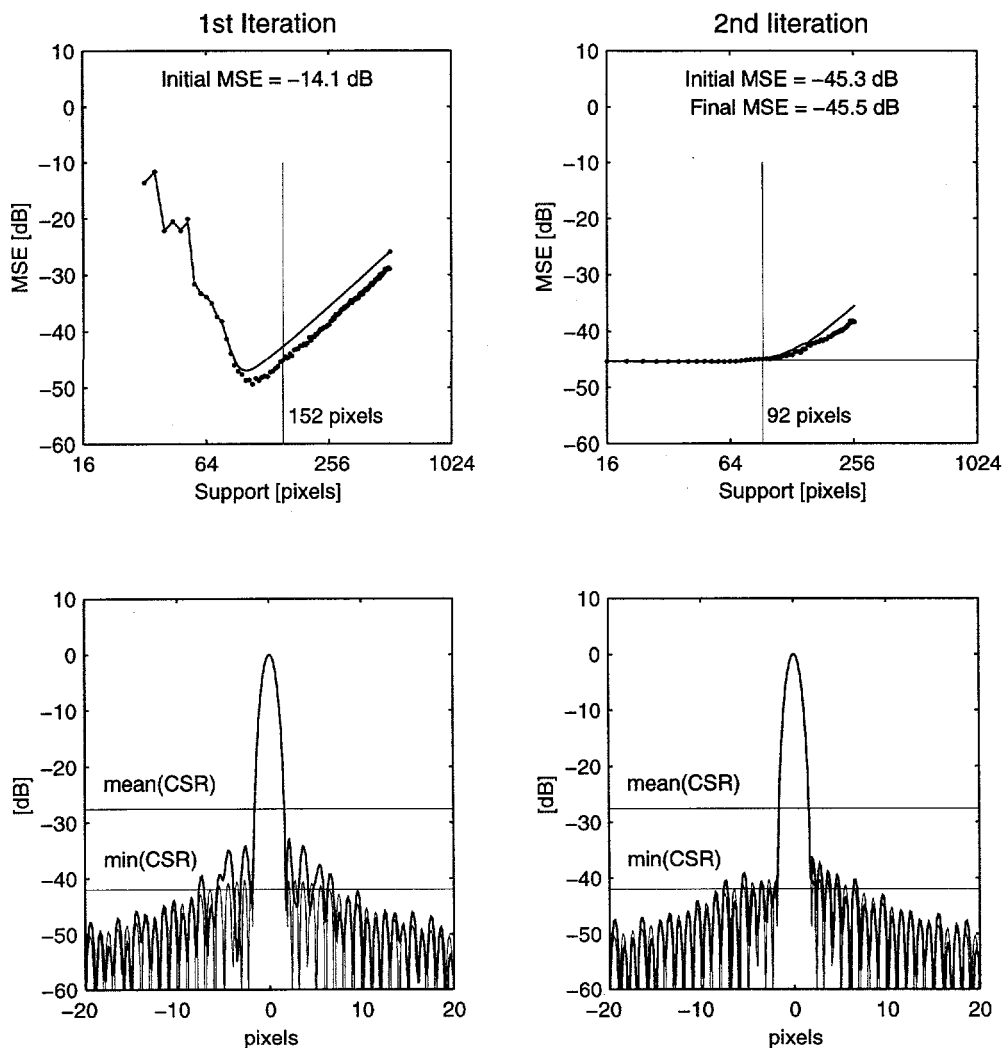 1st Iteration
10
0
−10
−20
−30
−40
−50
−60
MSE [dB]
Initial MSE = −14.1 dB
152 pixels
16
64
256
1024
Support [pixels]
2nd Iiteration
10
0
−10
−20
−30
−40
−50
−60
MSE [dB]
Initial MSE = −45.3 dB
Final MSE = −45.5 dB
92 pixels
16
64
256
1024
Support [pixels]
10
0
−10
−20
−30
−40
−50
−60
[dB]
mean(CSR)
min(CSR)
−20
−10
0
10
20
pixels
10
0
−10
−20
−30
−40
−50
−60
[dB]
mean(CSR)
min(CSR)
−20
−10
0
10
20
pixels